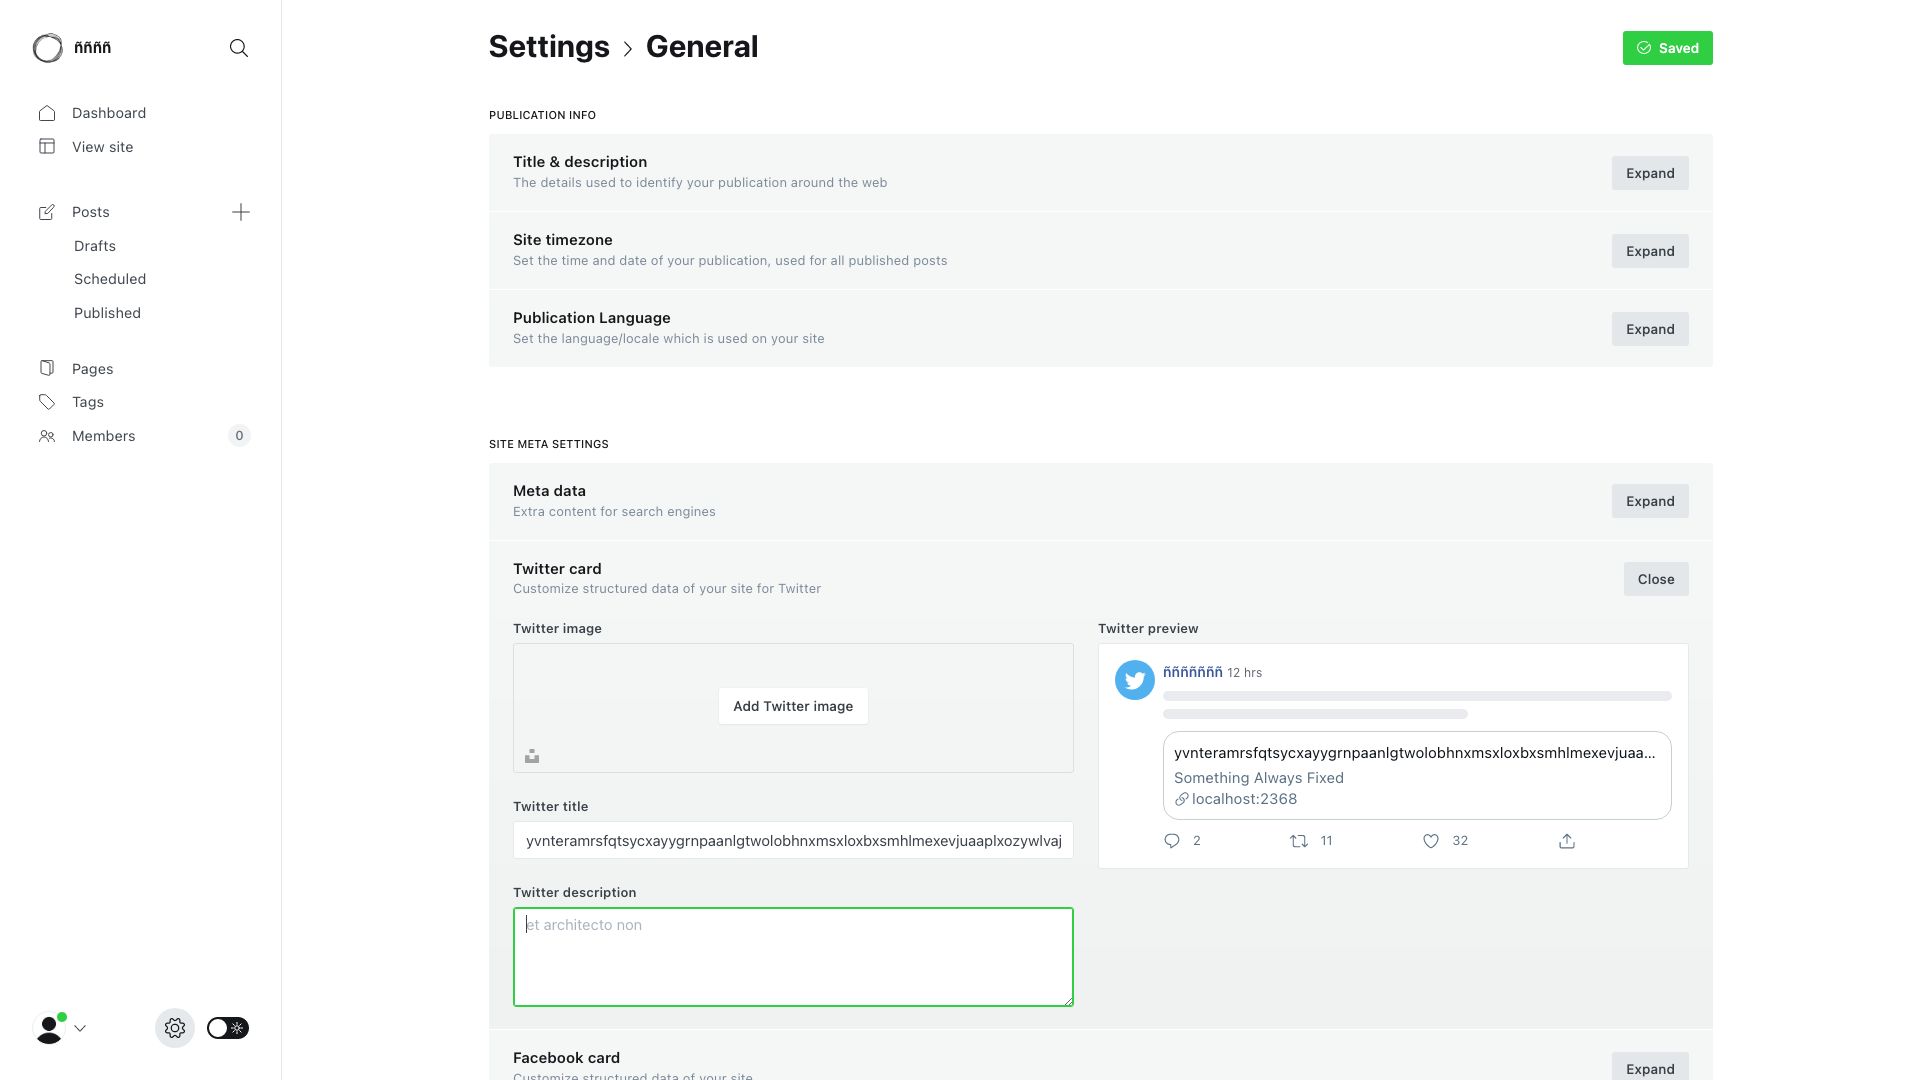 ññññ
Dashboard
View site
Posts
Drafts
Scheduled
Published
Pages
Tags
Members 0
Settings › General
Saved
PUBLICATION INFO
Title & description
The details used to identify your publication around the web
Expand
Site timezone
Set the time and date of your publication, used for all published posts
Expand
Publication Language
Set the language/locale which is used on your site
Expand
SITE META SETTINGS
Meta data
Extra content for search engines
Expand
Twitter card
Customize structured data of your site for Twitter
Close
Twitter image
Add Twitter image
Twitter title
yvnteramrsfqtsycxayygrnpaanlgtwolobhnxmsxloxbxsmhlmexevjuaaplxozywlvaj
Twitter description
et architecto non
Twitter preview
ñññññññ 12 hrs
yvnteramrsfqtsycxayygrnpaanlgtwolobhnxmsxloxbxsmhlmexevjuaa...
Something Always Fixed
localhost:2368
2 11 32
Facebook card
Customize structured data of your site
Expand